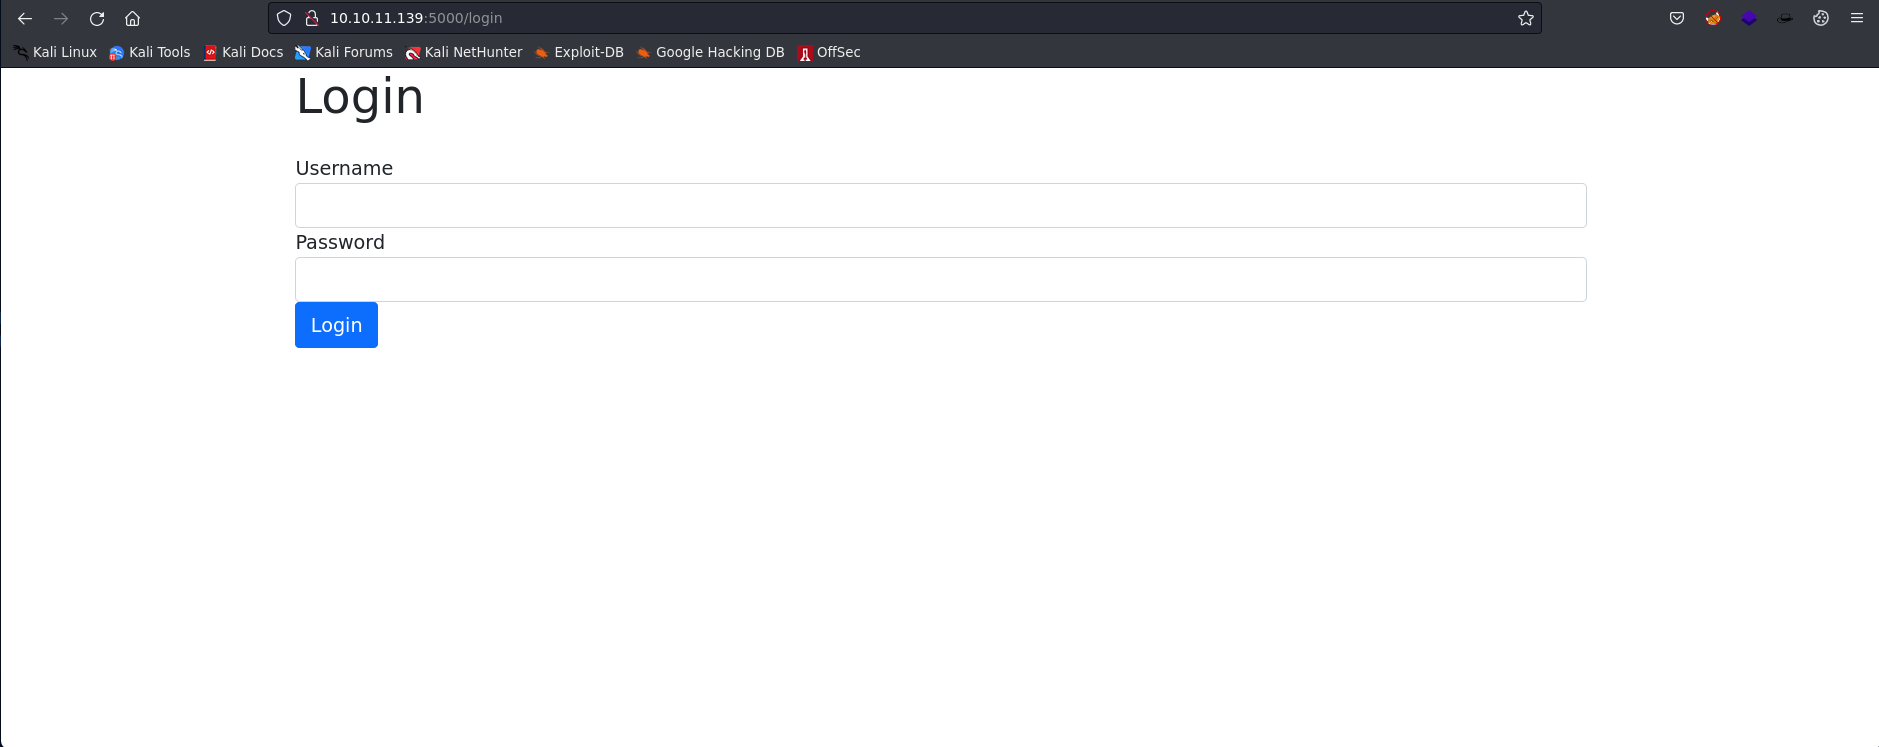 10.10.11.139:5000/login
Kali Linux Kali Tools Kali Docs Kali Forums Kali NetHunter Exploit-DB Google Hacking DB OffSec
Login
Username
Password
Login